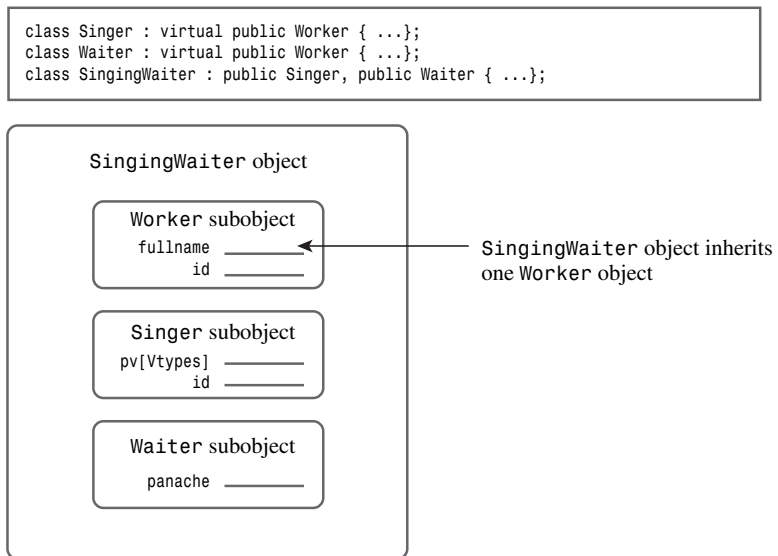 class Singer : virtual public Worker { ...};
class Waiter : virtual public Worker { ...};
class SingingWaiter : public Singer, public Waiter { ...};
SingingWaiter object
Worker subobject
fullname
id
SingingWaiter object inherits
one Worker object
Singer subobject
pv[Vtypes]
id
Waiter subobject
panache